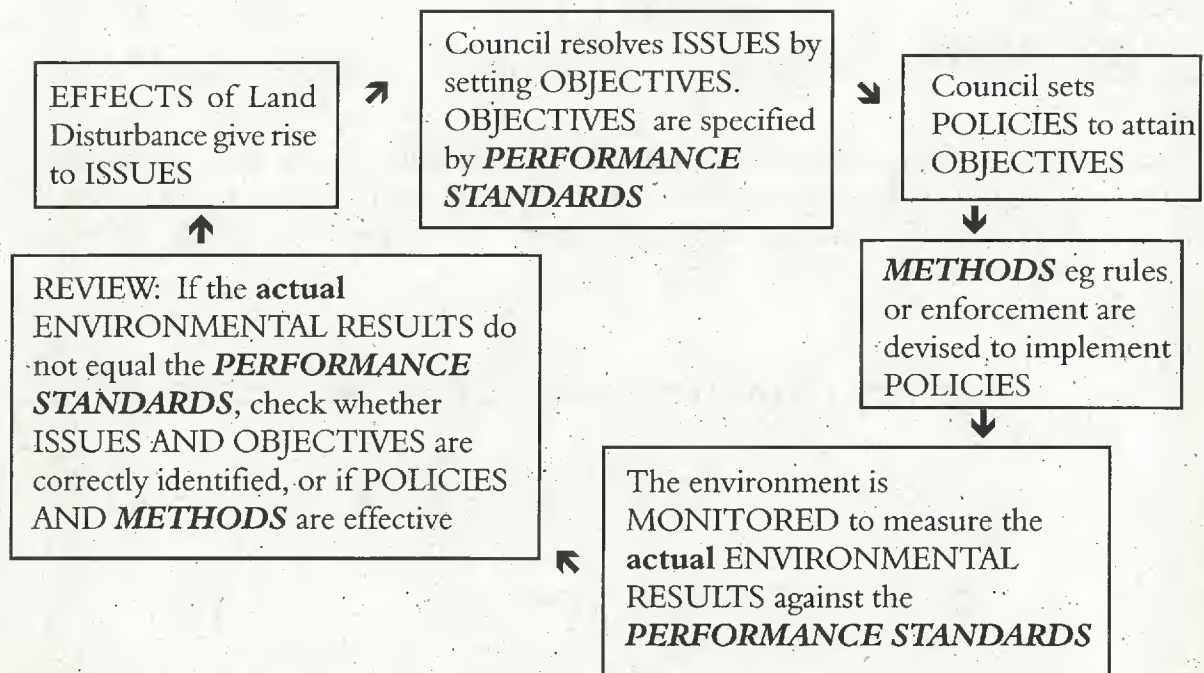 EFFECTS of Land
Disturbance give rise
to ISSUES
Council resolves ISSUES by
setting OBJECTIVES.
OBJECTIVES are specified
by PERFORMANCE
STANDARDS
Council sets
POLICIES to attain
OBJECTIVES
METHODS eg rules
or enforcement are
devised to implement
POLICIES
The environment is
MONITORED to measure the
actual ENVIRONMENTAL
RESULTS against the
PERFORMANCE STANDARDS
REVIEW: If the actual
ENVIRONMENTAL RESULTS do
not equal the PERFORMANCE
STANDARDS, check whether
ISSUES AND OBJECTIVES are
correctly identified, or if POLICIES
AND METHODS are effective